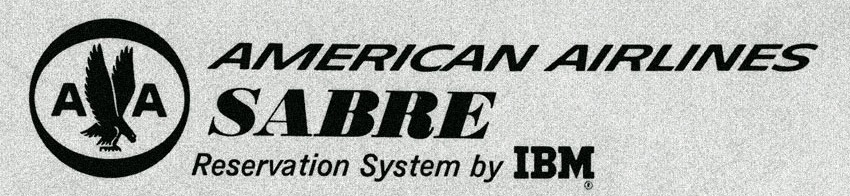 A A
AMERICAN AIRLINES
SABRE
Reservation System by IBM®